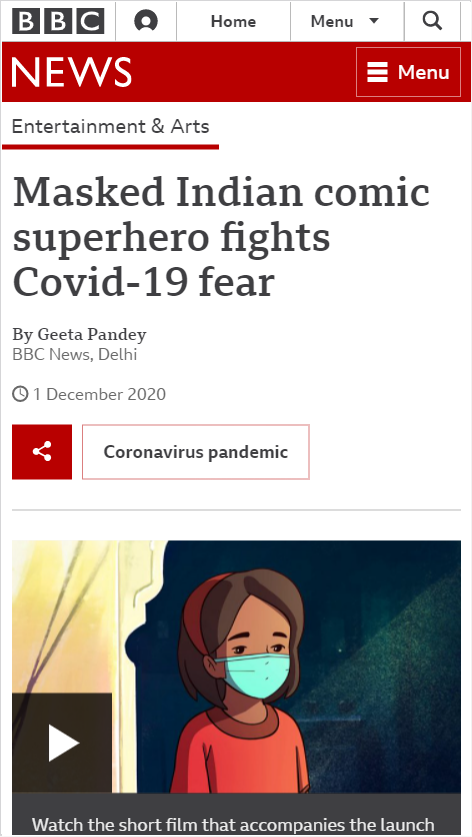 BBC Home Menu
NEWS Menu
Entertainment & Arts
Masked Indian comic
superhero fights
Covid-19 fear
By Geeta Pandey
BBC News, Delhi
1 December 2020
Coronavirus pandemic
Watch the short film that accompanies the launch